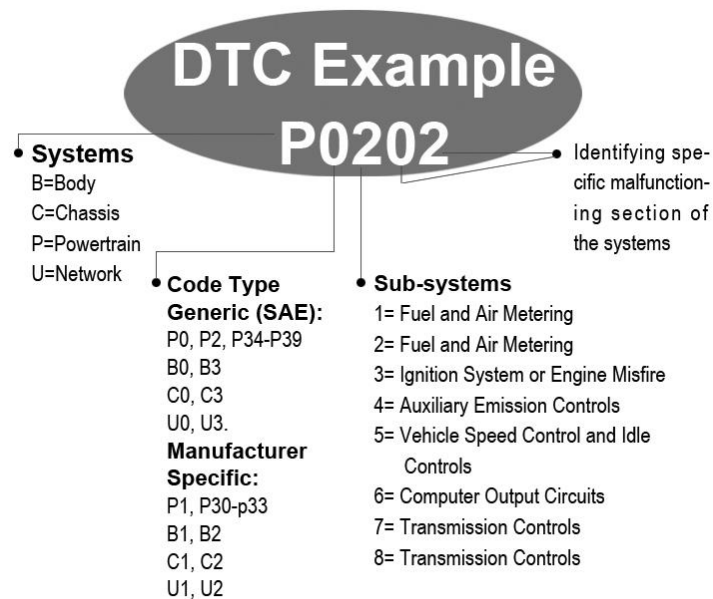 DTC Example
P0202
Systems
B=Body
C=Chassis
P=Powertrain
U=Network
Identifying spe-
cific malfunction-
ing section of
the systems
Code Type
Generic (SAE):
P0, P2, P34-P39
B0, B3
C0, C3
U0, U3.
Manufacturer
Specific:
P1, P30-p33
B1, B2
C1, C2
U1, U2
Sub-systems
1= Fuel and Air Metering
2= Fuel and Air Metering
3= Ignition System or Engine Misfire
4= Auxiliary Emission Controls
5= Vehicle Speed Control and Idle
Controls
6= Computer Output Circuits
7= Transmission Controls
8= Transmission Controls